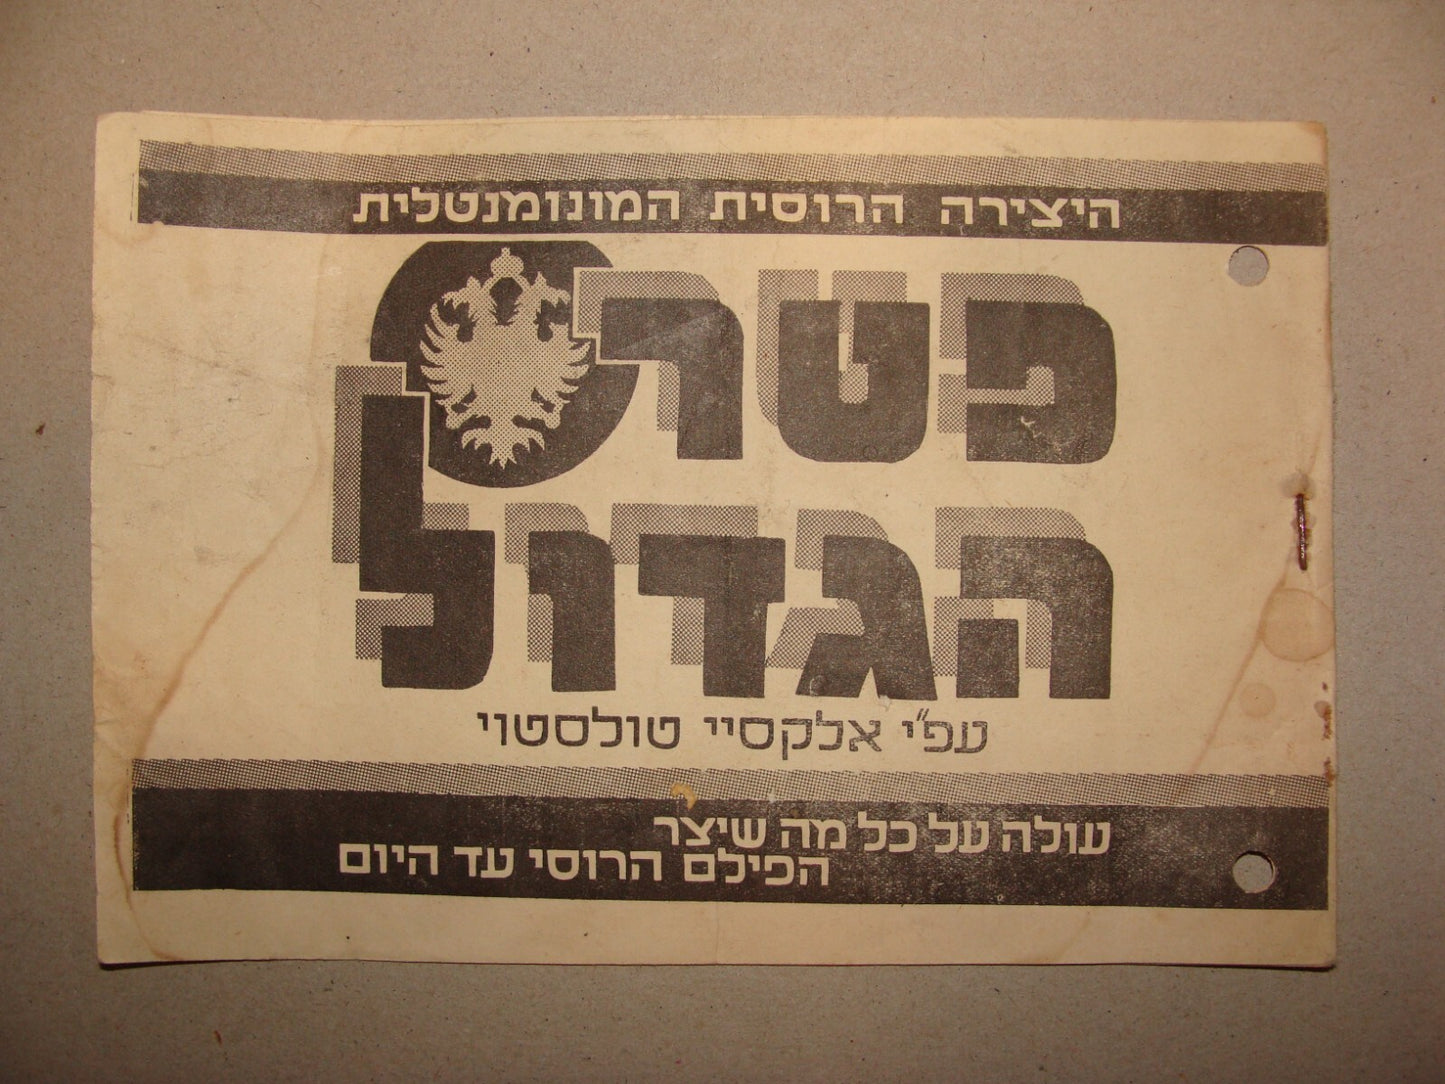 היצירה הרוסית המונומנטלית
פטר
הגדול
עפ"י אלקסיי טולסטוי
עולה על כל מה שיצר
הפילם הרוסי עד היום